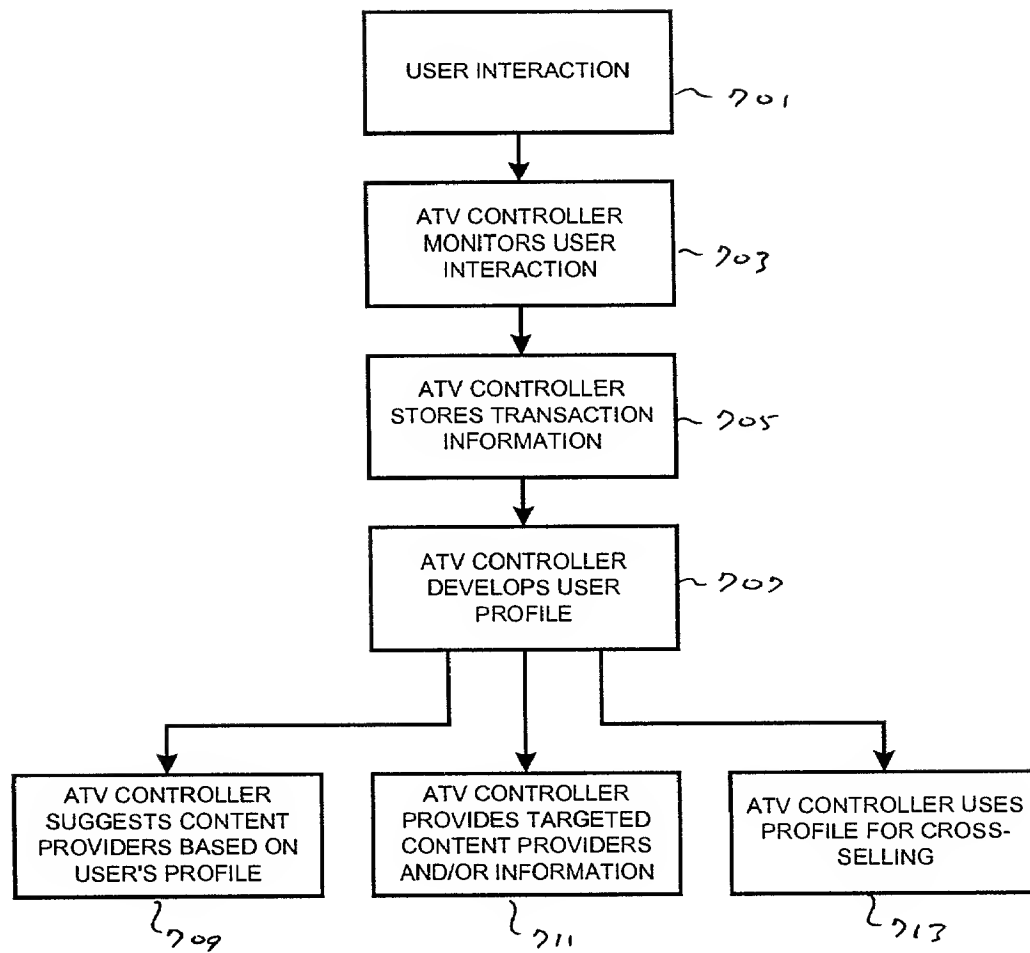 USER INTERACTION
701
ATV CONTROLLER
MONITORS USER
INTERACTION
703
ATV CONTROLLER
STORES TRANSACTION
INFORMATION
705
ATV CONTROLLER
DEVELOPS USER
PROFILE
707
ATV CONTROLLER
SUGGESTS CONTENT
PROVIDERS BASED ON
USER'S PROFILE
709
ATV CONTROLLER
PROVIDES TARGETED
CONTENT PROVIDERS
AND/OR INFORMATION
711
ATV CONTROLLER USES
PROFILE FOR CROSS-
SELLING
713